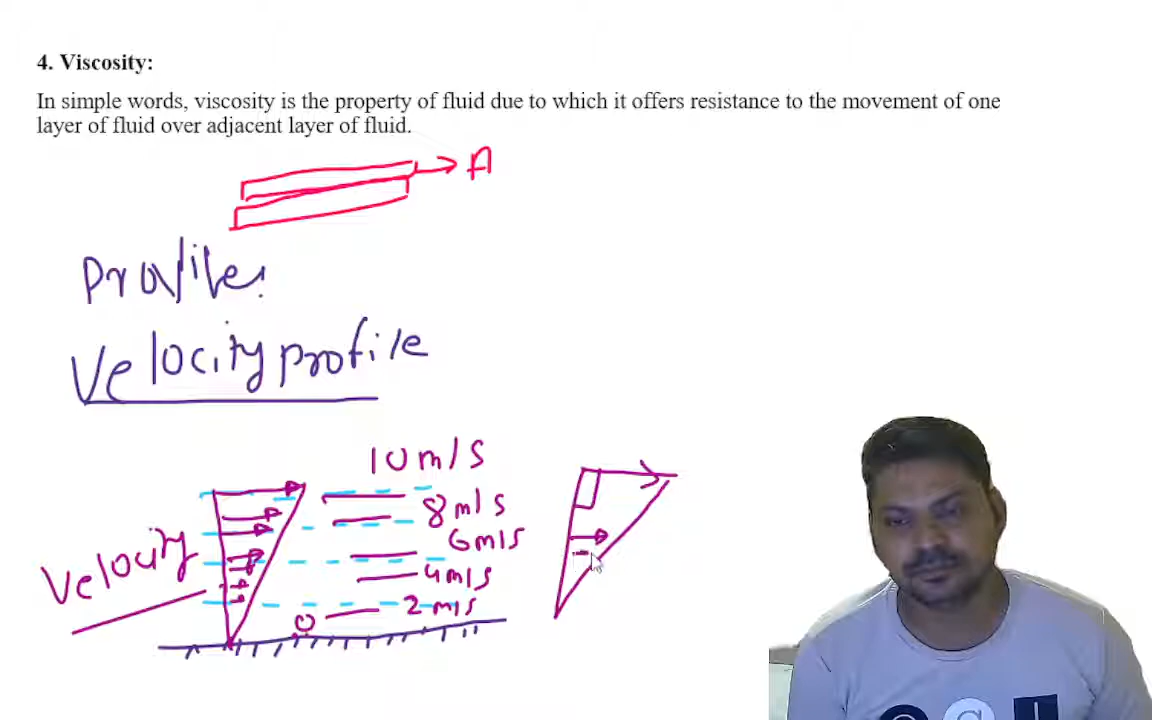 4. Viscosity:
In simple words, viscosity is the property of fluid due to which it offers resistance to the movement of one
layer of fluid over adjacent layer of fluid.
A
Profile:
Velocity profile
10 m/s
8 m/s
6 m/s
4 m/s
2 m/s
0
Velocity